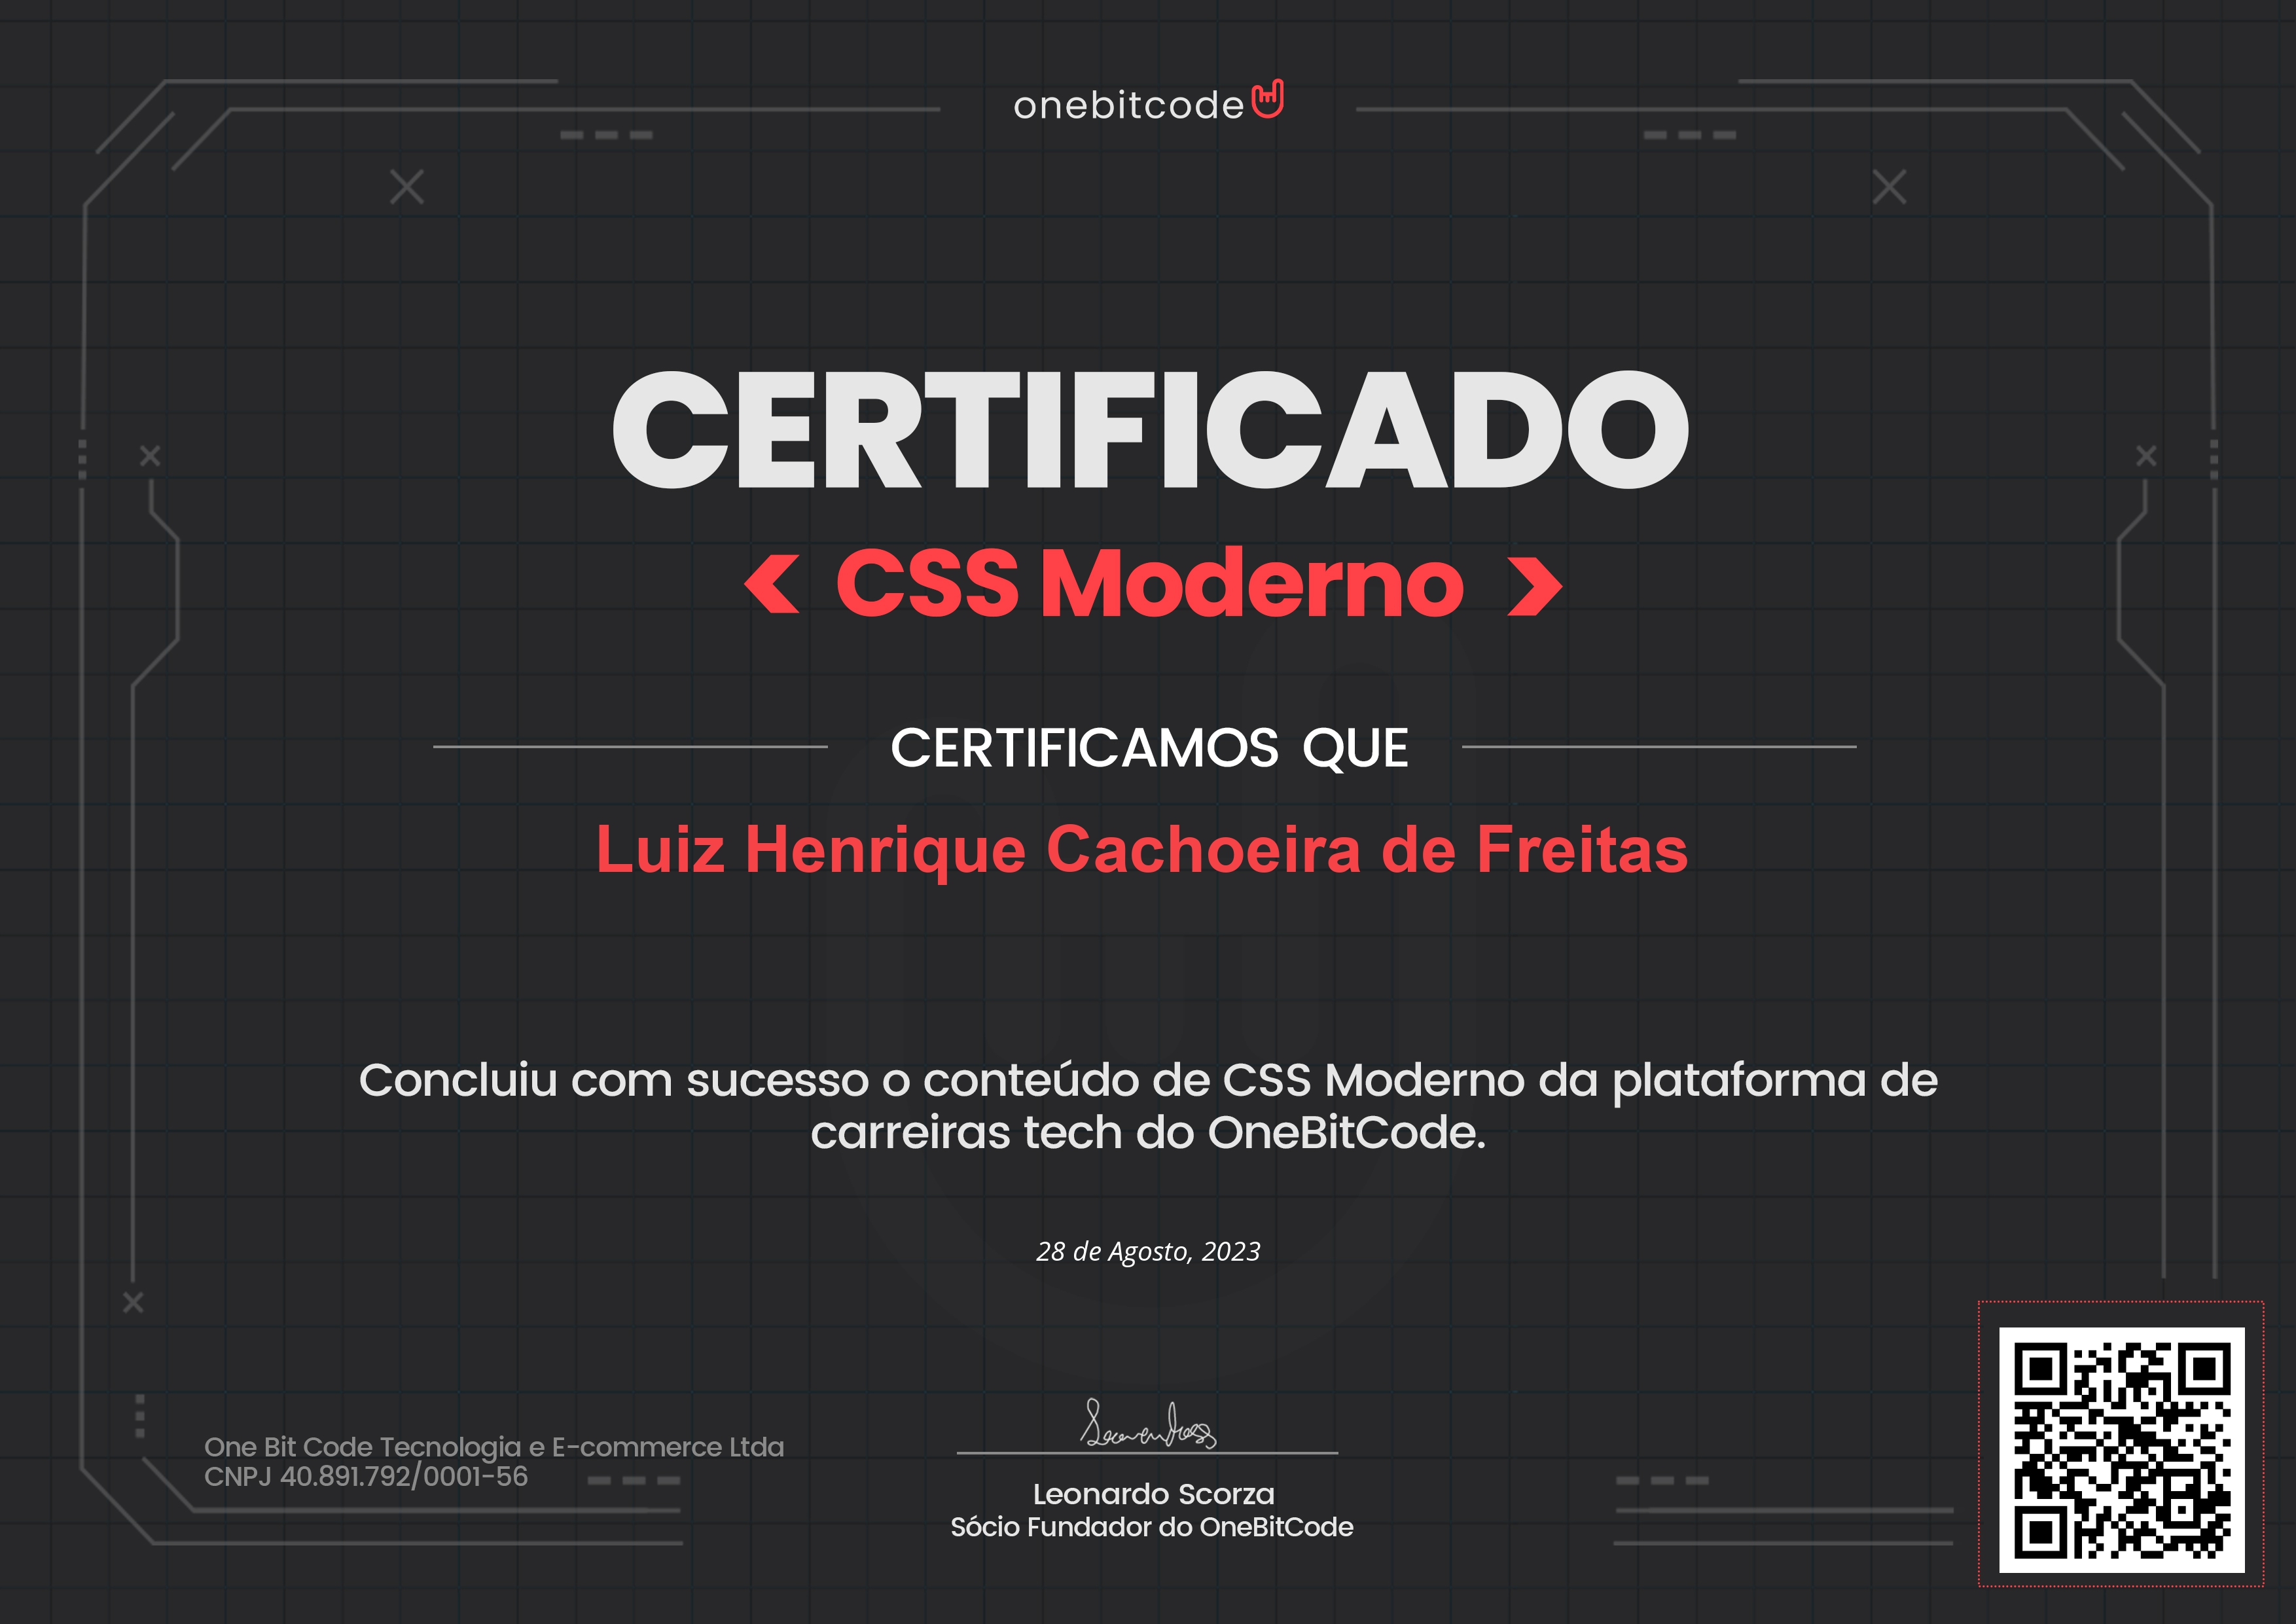 onebitcode
CERTIFICADO
< CSS Moderno >
CERTIFICAMOS QUE
Luiz Henrique Cachoeira de Freitas
Concluiu com sucesso o conteúdo de CSS Moderno da plataforma de
carreiras tech do OneBitCode.
28 de Agosto, 2023
One Bit Code Tecnologia e E-commerce Ltda
CNPJ 40.891.792/0001-56
Leonardo Scorza
Sócio Fundador do OneBitCode